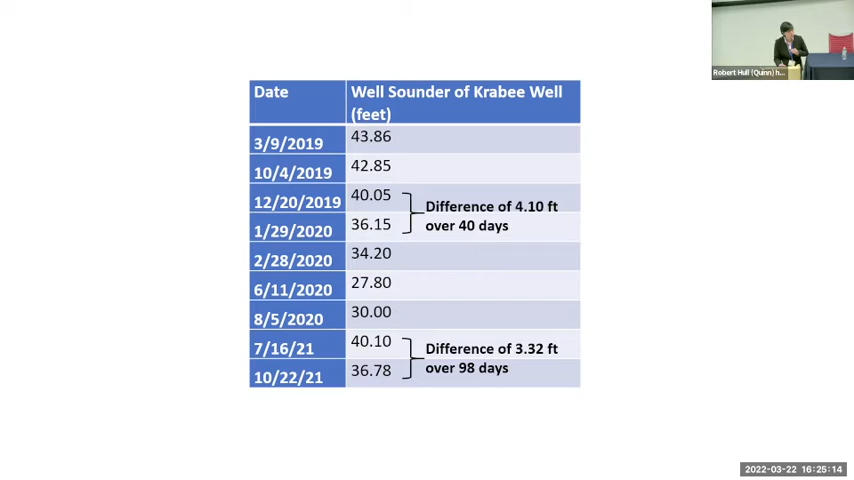 Robert Hull (Quinn) h...
Date Well Sounder of Krabee Well
(feet)
3/9/2019 43.86
10/4/2019 42.85
12/20/2019 40.05
Difference of 4.10 ft
over 40 days
1/29/2020 36.15
2/28/2020 34.20
6/11/2020 27.80
8/5/2020 30.00
7/16/21 40.10
Difference of 3.32 ft
over 98 days
10/22/21 36.78
2022-03-22 16:25:14